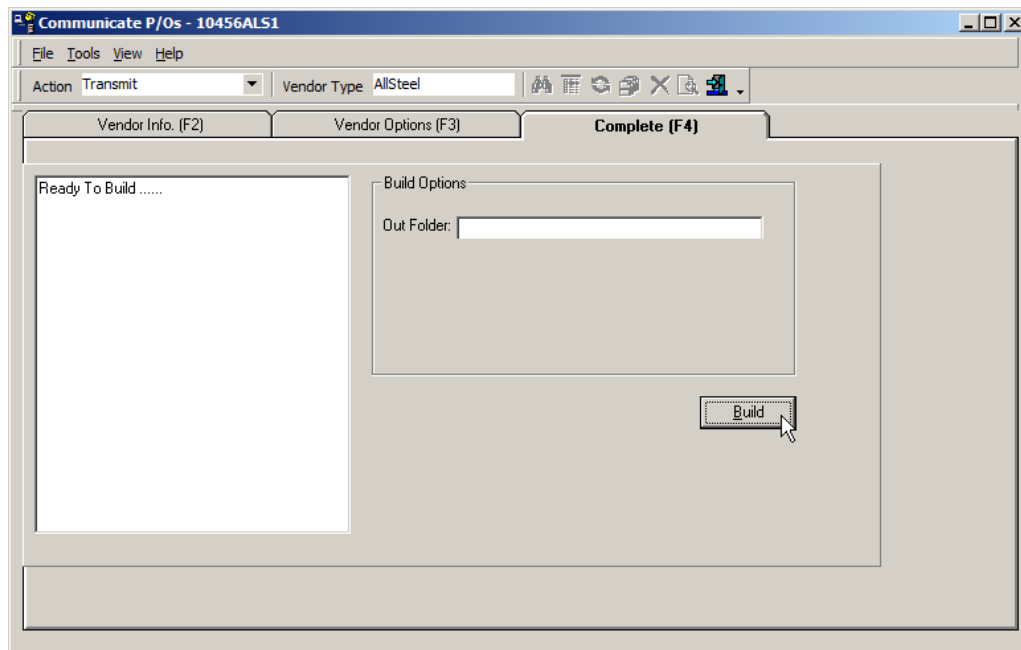 Communicate P/Os - 10456ALS1
File Tools View Help
Action Transmit Vendor Type AllSteel
Vendor Info. (F2) Vendor Options (F3) Complete (F4)
Ready To Build ......
Build Options
Out Folder:
Build